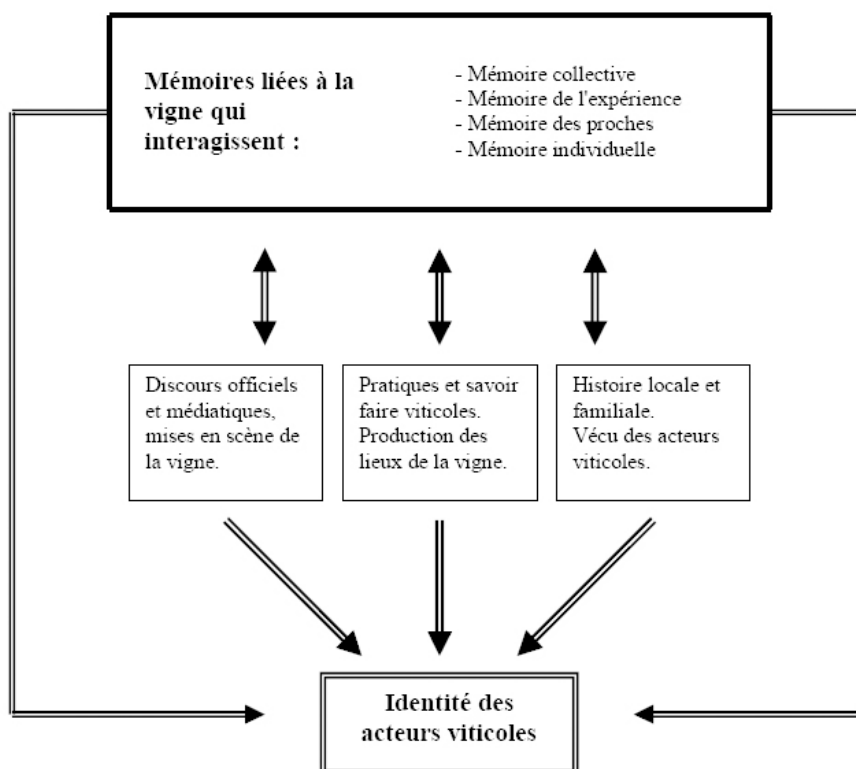 Mémoires liées à la
vigne qui
interagissent :
- Mémoire collective
- Mémoire de l'expérience
- Mémoire des proches
- Mémoire individuelle
Discours officiels
et médiatiques,
mises en scène de
la vigne.
Pratiques et savoir
faire viticoles.
Production des
lieux de la vigne.
Histoire locale et
familiale.
Vécu des acteurs
viticoles.
Identité des
acteurs viticoles